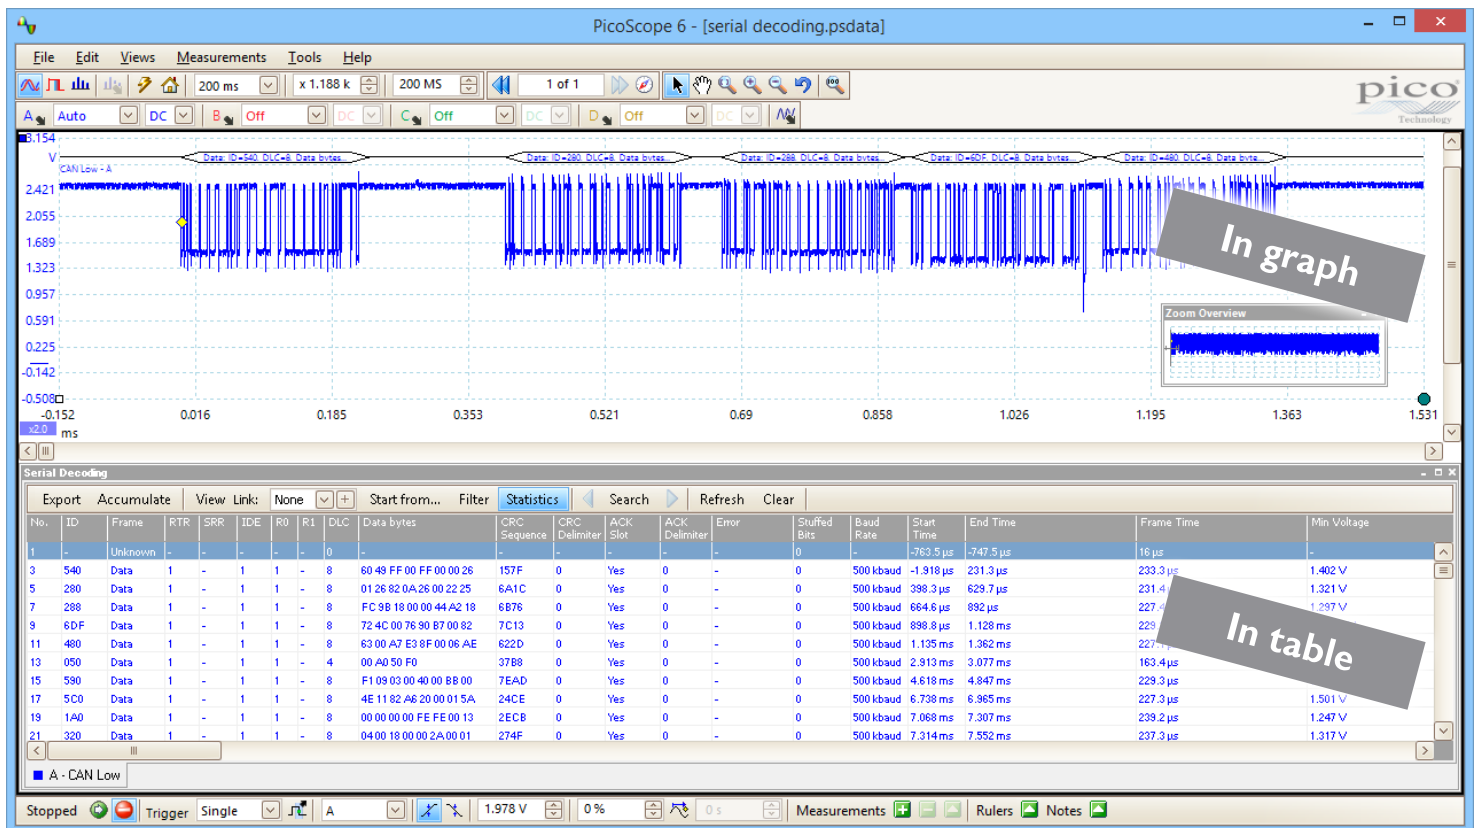 PicoScope 6 - [serial decoding.psdata]
File Edit Views Measurements Tools Help
200 ms x 1.188 k 200 MS 1 of 1
pico
Technology
A Auto DC B Off DC C Off DC D Off DC
3.154
V
Data: ID=540, DLC=8, Data bytes... Data: ID=280, DLC=8, Data bytes... Data: ID=288, DLC=8, Data bytes... Data: ID=6DF, DLC=8, Data bytes... Data: ID=480, DLC=8, Data byte...
CAN Low - A
2.421
2.055
1.689
1.323
0.957
0.591
0.225
-0.142
-0.508
In graph
Zoom Overview
-0.152 0.016 0.185 0.353 0.521 0.69 0.858 1.026 1.195 1.363 1.531
x2.0 ms
Serial Decoding
Export Accumulate View Link: None Start from... Filter Statistics Search Refresh Clear
No. ID Frame RTR SRR IDE R0 R1 DLC Data bytes CRC Sequence CRC Delimiter ACK Slot ACK Delimiter Error Stuffed Bits Baud Rate Start Time End Time Frame Time Min Voltage
1 - Unknown - - - - - 0 - - - - - - 0 - -763.5 µs -747.5 µs 16 µs -
3 540 Data 1 - 1 1 - 8 60 49 FF 00 FF 00 00 26 157F 0 Yes 0 - 0 500 kbaud -1.918 µs 231.3 µs 233.3 µs 1.402 V
5 280 Data 1 - 1 1 - 8 01 26 82 0A 26 00 22 25 6A1C 0 Yes 0 - 0 500 kbaud 398.3 µs 629.7 µs 231.4 µs 1.321 V
7 288 Data 1 - 1 1 - 8 FC 9B 18 00 00 44 A2 18 6B76 0 Yes 0 - 0 500 kbaud 664.6 µs 892 µs 227.4 1.297 V
9 6DF Data 1 - 1 1 - 8 72 4C 00 76 90 B7 00 82 7C13 0 Yes 0 - 0 500 kbaud 898.8 µs 1.128 ms 229
11 480 Data 1 - 1 1 - 8 63 00 A7 E3 8F 00 06 AE 622D 0 Yes 0 - 0 500 kbaud 1.135 ms 1.362 ms 227
13 050 Data 1 - 1 1 - 4 00 A0 50 F0 37B8 0 Yes 0 - 0 500 kbaud 2.913 ms 3.077 ms 163.4 µs
15 590 Data 1 - 1 1 - 8 F1 09 03 00 40 00 BB 00 7EAD 0 Yes 0 - 0 500 kbaud 4.618 ms 4.847 ms 229.3 µs
17 5C0 Data 1 - 1 1 - 8 4E 11 82 A6 20 00 01 5A 24CE 0 Yes 0 - 0 500 kbaud 6.738 ms 6.965 ms 227.3 µs 1.501 V
19 1A0 Data 1 - 1 1 - 8 00 00 00 00 FE FE 00 13 2ECB 0 Yes 0 - 0 500 kbaud 7.068 ms 7.307 ms 239.2 µs 1.247 V
21 320 Data 1 - 1 1 - 8 04 00 18 00 00 2A 00 01 274F 0 Yes 0 - 0 500 kbaud 7.314 ms 7.552 ms 237.3 µs 1.317 V
In table
A - CAN Low
Stopped Trigger Single A 1.978 V 0 % 0 s Measurements Rulers Notes